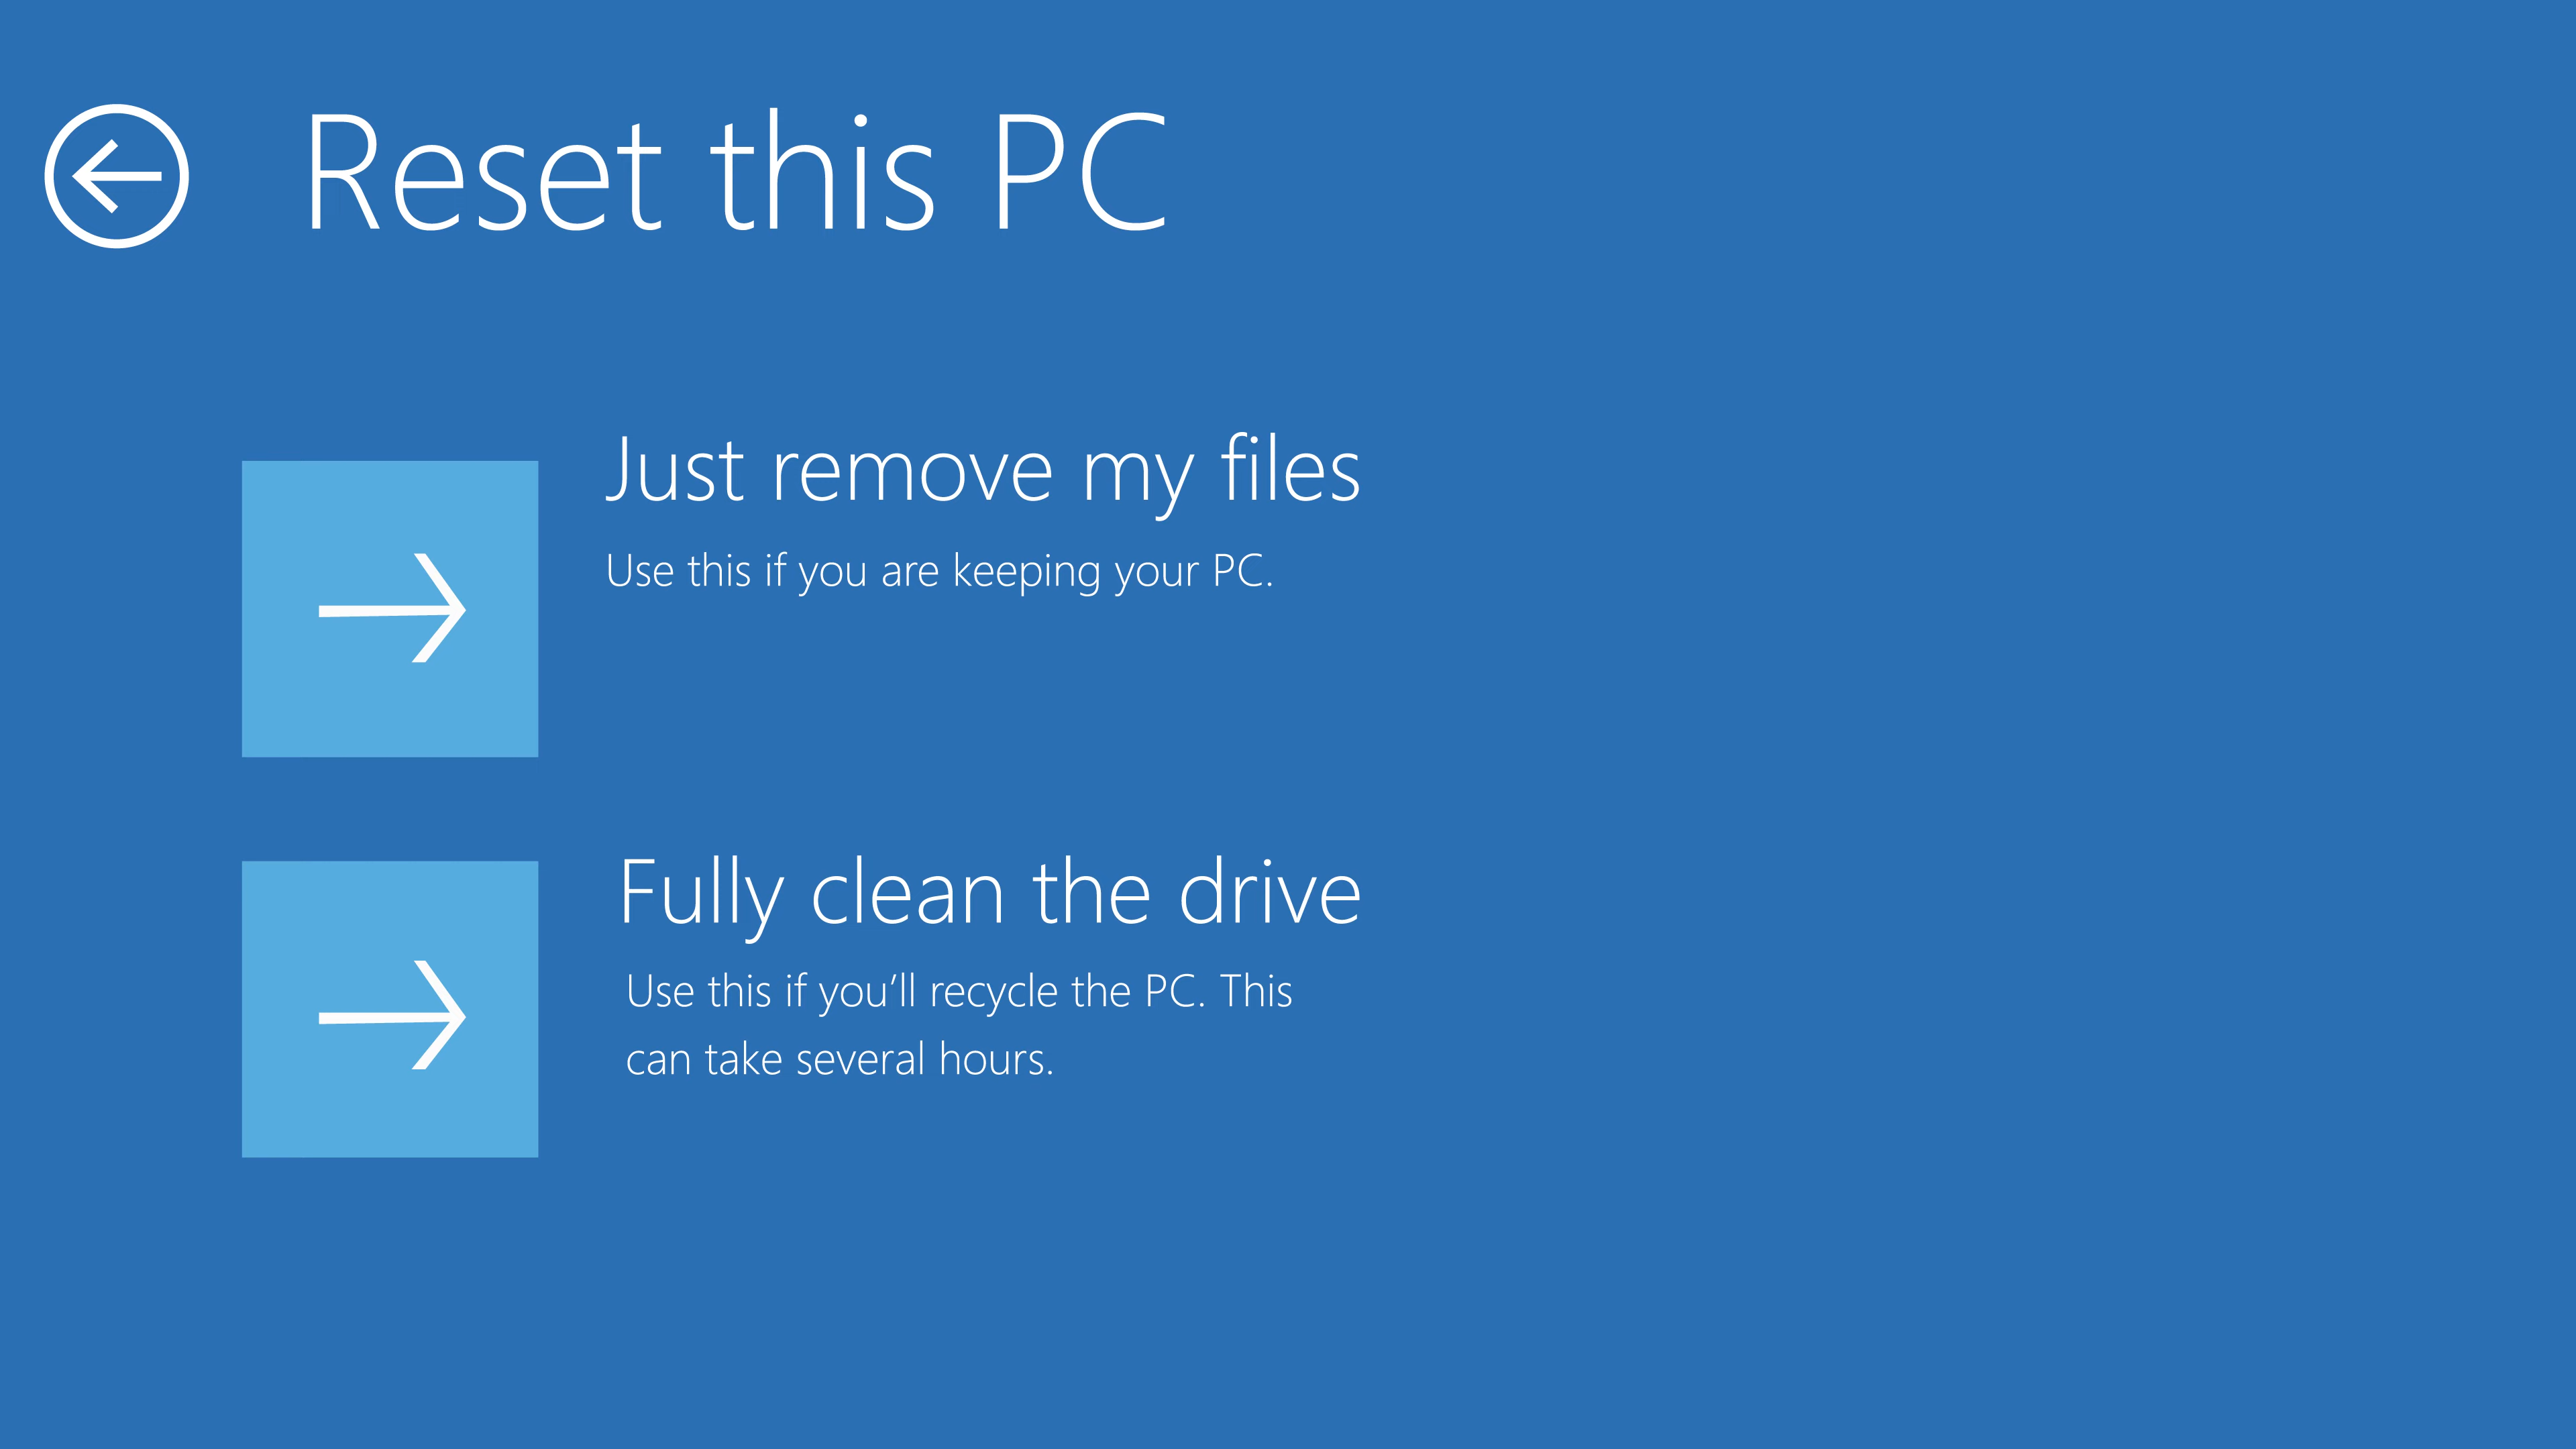 Reset this PC
Just remove my files
Use this if you are keeping your PC.
Fully clean the drive
Use this if you’ll recycle the PC. This
can take several hours.